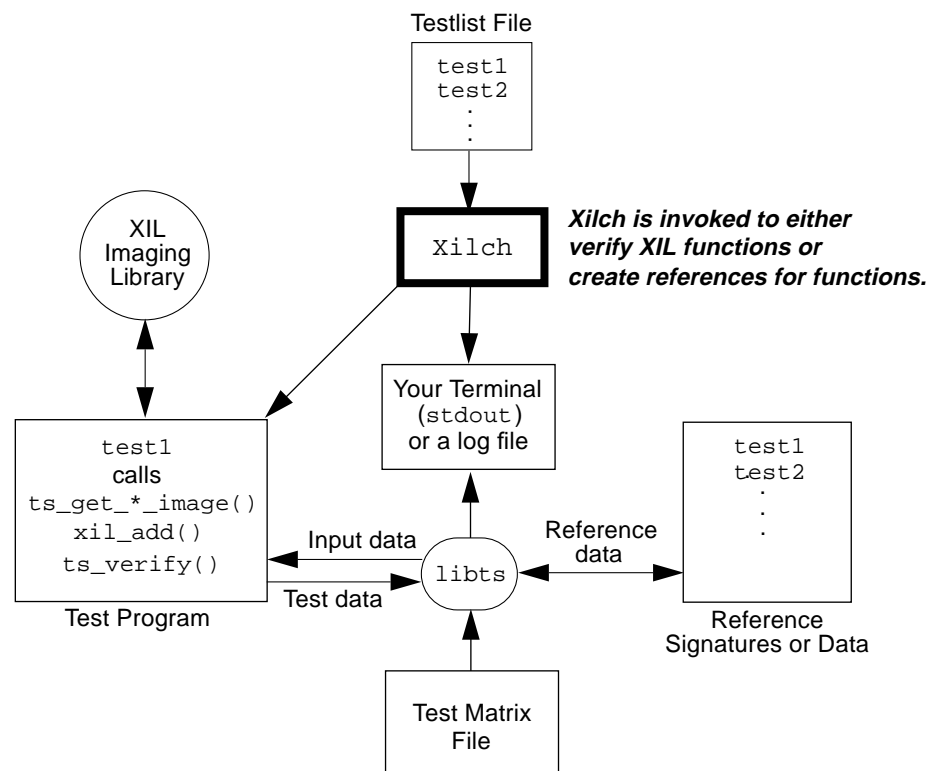 Testlist File
test1
test2
.
.
.
XIL
Imaging
Library
Xilch
Xilch is invoked to either
verify XIL functions or
create references for functions.
Your Terminal
(stdout)
or a log file
test1
calls
ts_get_*_image()
xil_add()
ts_verify()
Test Program
Input data
Test data
libts
Reference
data
test1
test2
.
.
.
.
Reference
Signatures or Data
Test Matrix
File